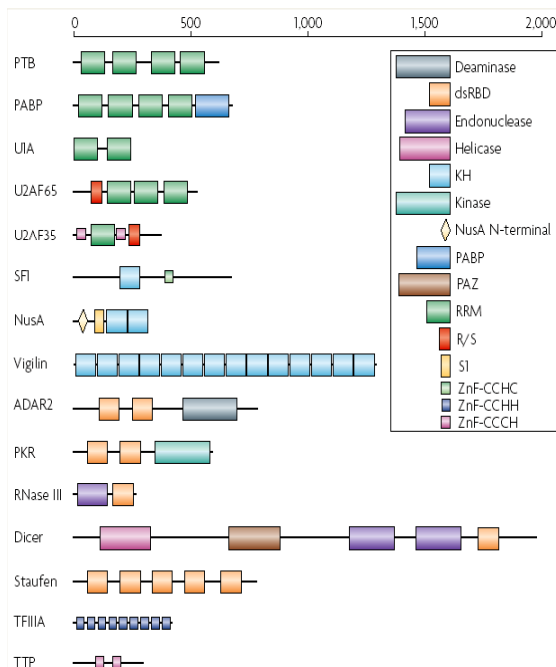 0 500 1,000 1,500 2,000
PTB
PABP
U1A
U2AF65
U2AF35
SF1
NusA
Vigilin
ADAR2
PKR
RNase III
Dicer
Staufen
TFIIIA
TTP
Deaminase
dsRBD
Endonuclease
Helicase
KH
Kinase
NusA N-terminal
PABP
PAZ
RRM
R/S
S1
ZnF-CCHC
ZnF-CCHH
ZnF-CCCH